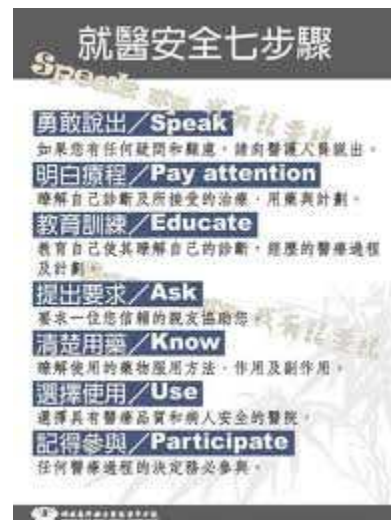 就醫安全七步驟
Speak
勇敢說出／Speak
如果您有任何疑問和顧慮，請向醫護人員說出。
明白療程／Pay attention
瞭解自己診斷及所接受的治療、用藥與計劃。
教育訓練／Educate
教育自己使其瞭解自己的診斷，經歷的醫療過程
及計劃。
提出要求／Ask
要求一位您信賴的親友協助您。
清楚用藥／Know
瞭解使用的藥物服用方法、作用及副作用。
選擇使用／Use
選擇具有醫療品質和病人安全的醫院。
記得參與／Participate
任何醫療過程的決定務必參與。